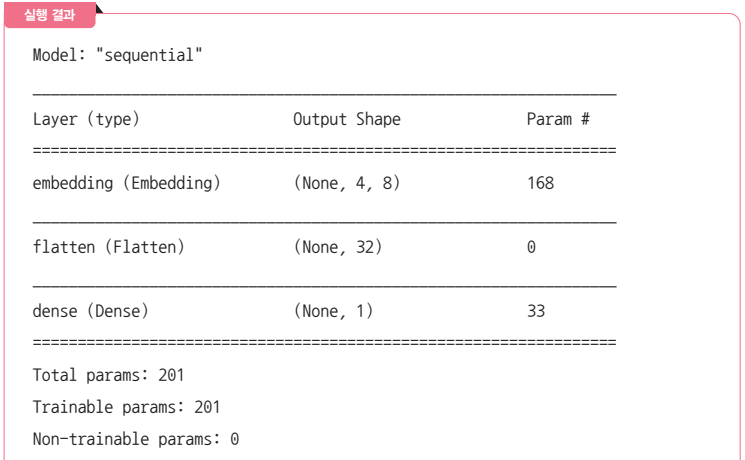 실행 결과
Model: "sequential"
_________________________________________________________________
Layer (type)                 Output Shape              Param #
=================================================================
embedding (Embedding)        (None, 4, 8)              168
_________________________________________________________________
flatten (Flatten)            (None, 32)                0
_________________________________________________________________
dense (Dense)                (None, 1)                 33
=================================================================
Total params: 201
Trainable params: 201
Non-trainable params: 0